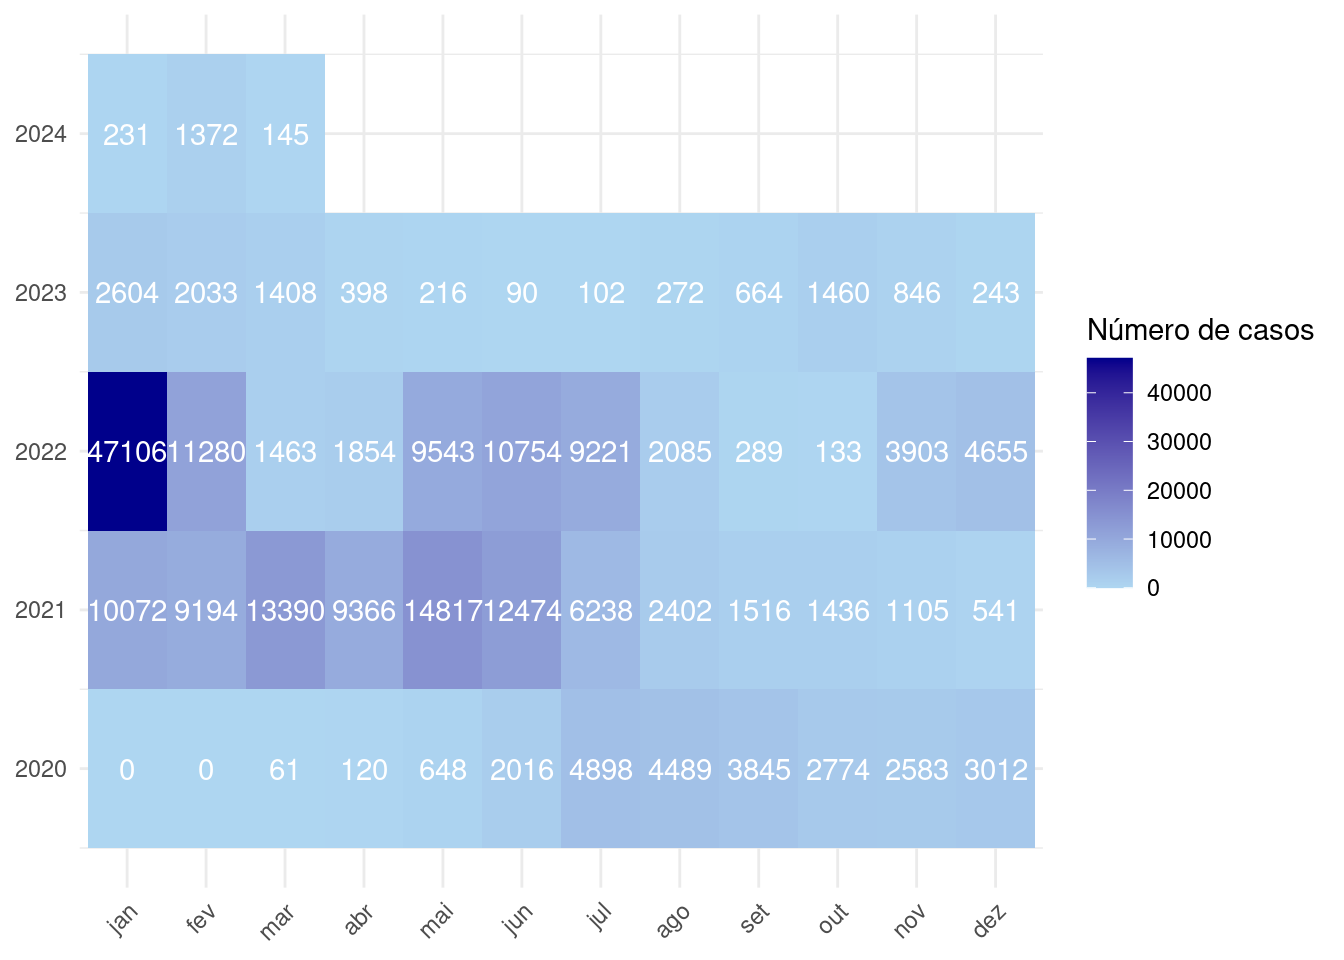 2024 231 1372 145
2023 2604 2033 1408 398 216 90 102 272 664 1460 846 243
2022 47106 11280 1463 1854 9543 10754 9221 2085 289 133 3903 4655
2021 10072 9194 13390 9366 14817 12474 6238 2402 1516 1436 1105 541
2020 0 0 61 120 648 2016 4898 4489 3845 2774 2583 3012
jan fev mar abr mai jun jul ago set out nov dez
Número de casos
40000
30000
20000
10000
0